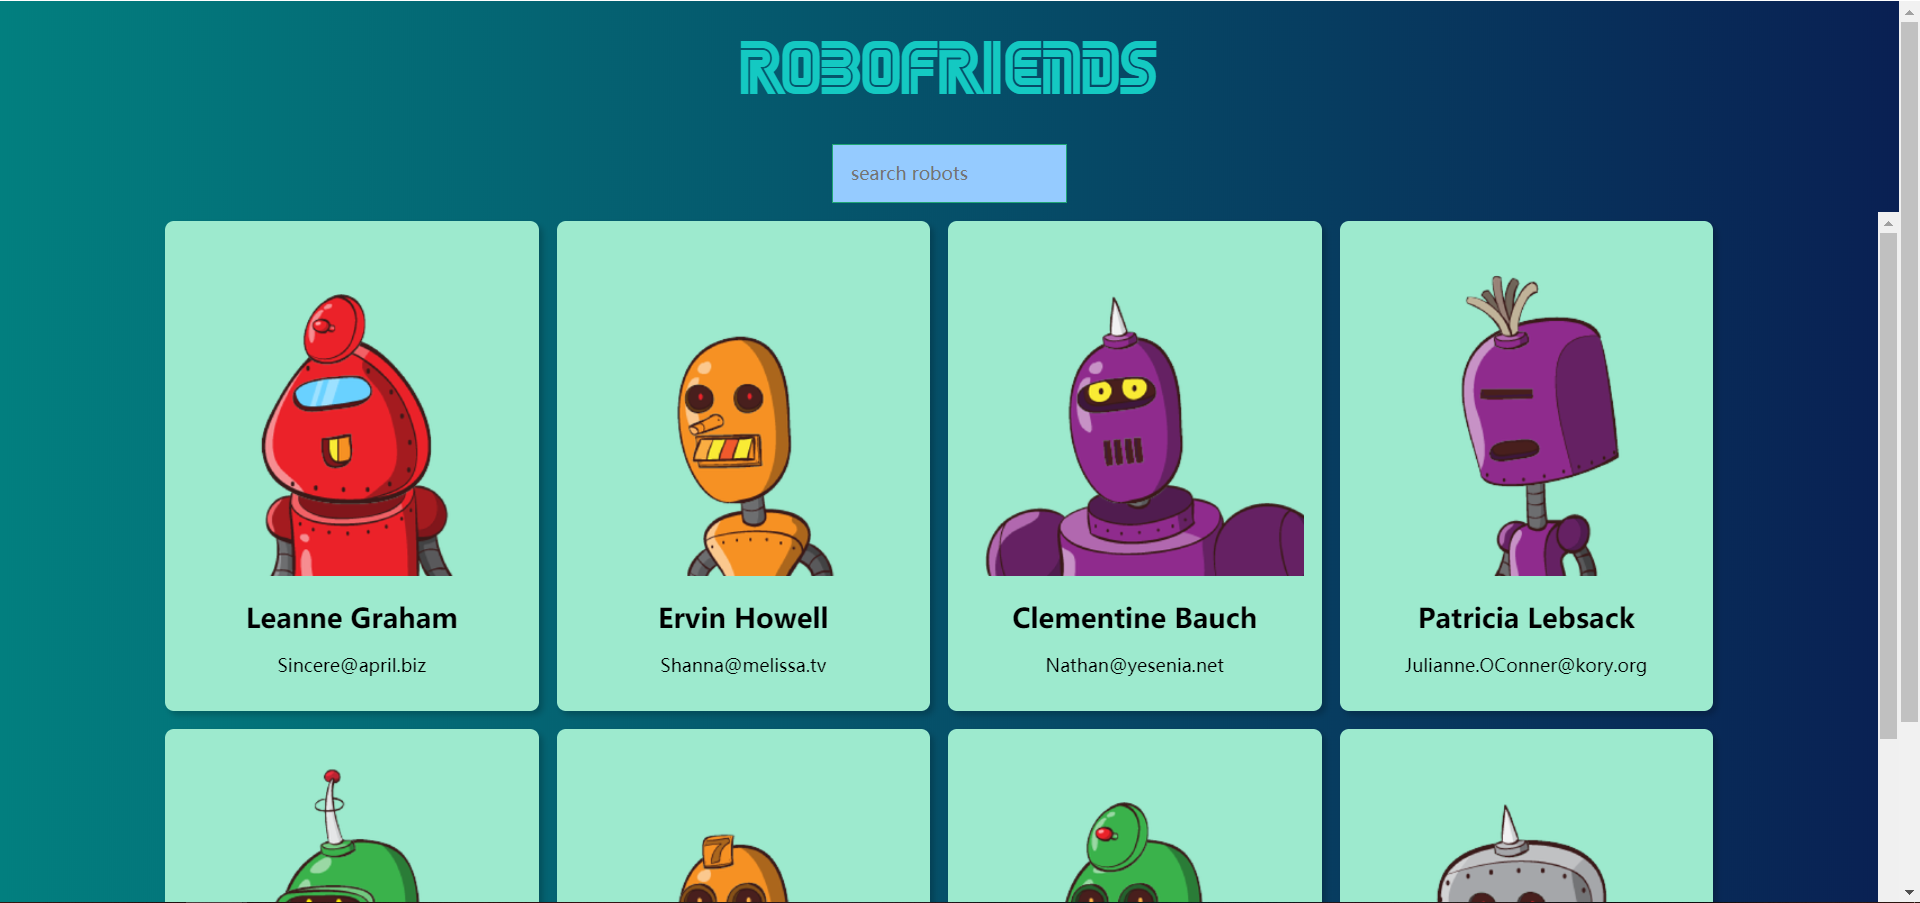 ROBOFRIENDS
search robots
Leanne Graham
Sincere@april.biz
Ervin Howell
Shanna@melissa.tv
Clementine Bauch
Nathan@yesenia.net
Patricia Lebsack
Julianne.OConner@kory.org
7